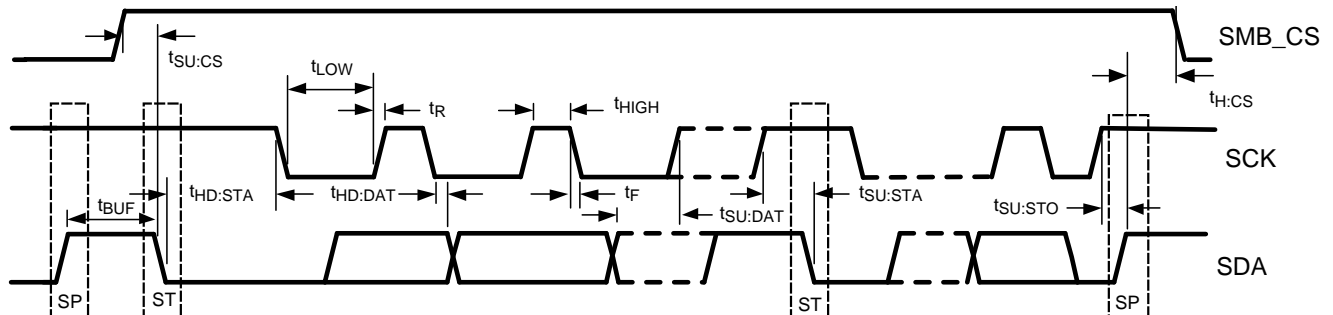 SMB_CS
tSU:CS
tLOW
tR
tHIGH
tH:CS
SCK
tHD:STA
tHD:DAT
tF
tSU:DAT
tSU:STA
tSU:STO
tBUF
SDA
SP
ST
ST
SP